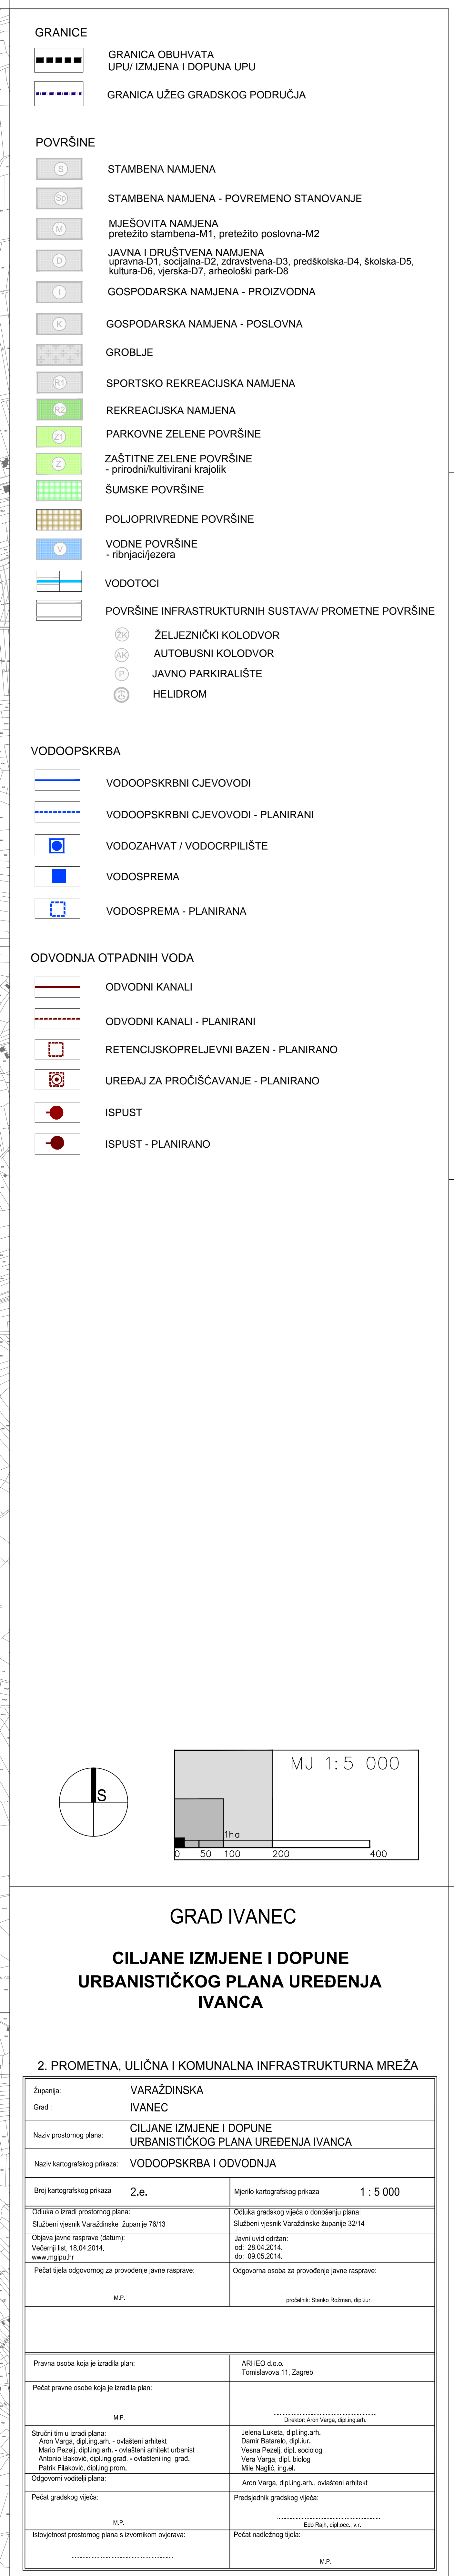 GRANICE
GRANICA OBUHVATA
UPU/ IZMJENA I DOPUNA UPU
GRANICA UŽEG GRADSKOG PODRUČJA
POVRŠINE
S STAMBENA NAMJENA
Sp STAMBENA NAMJENA - POVREMENO STANOVANJE
M MJEŠOVITA NAMJENA
pretežito stambena-M1, pretežito poslovna-M2
D JAVNA I DRUŠTVENA NAMJENA
upravna-D1, socijalna-D2, zdravstvena-D3, predškolska-D4, školska-D5,
kultura-D6, vjerska-D7, arheološki park-D8
I GOSPODARSKA NAMJENA - PROIZVODNA
K GOSPODARSKA NAMJENA - POSLOVNA
GROBLJE
R1 SPORTSKO REKREACIJSKA NAMJENA
R2 REKREACIJSKA NAMJENA
Z1 PARKOVNE ZELENE POVRŠINE
Z ZAŠTITNE ZELENE POVRŠINE
- prirodni/kultivirani krajolik
ŠUMSKE POVRŠINE
POLJOPRIVREDNE POVRŠINE
V VODNE POVRŠINE
- ribnjaci/jezera
VODOTOCI
POVRŠINE INFRASTRUKTURNIH SUSTAVA/ PROMETNE POVRŠINE
ŽK ŽELJEZNIČKI KOLODVOR
AK AUTOBUSNI KOLODVOR
P JAVNO PARKIRALIŠTE
HELIDROM
VODOOPSKRBA
VODOOPSKRBNI CJEVOVODI
VODOOPSKRBNI CJEVOVODI - PLANIRANI
VODOZAHVAT / VODOCRPILIŠTE
VODOSPREMA
VODOSPREMA - PLANIRANA
ODVODNJA OTPADNIH VODA
ODVODNI KANALI
ODVODNI KANALI - PLANIRANI
RETENCIJSKOPRELJEVNI BAZEN - PLANIRANO
UREĐAJ ZA PROČIŠĆAVANJE - PLANIRANO
ISPUST
ISPUST - PLANIRANO
S
MJ 1:5 000
1ha
0 50 100 200 400
GRAD IVANEC
CILJANE IZMJENE I DOPUNE
URBANISTIČKOG PLANA UREĐENJA
IVANCA
2. PROMETNA, ULIČNA I KOMUNALNA INFRASTRUKTURNA MREŽA
Županija: VARAŽDINSKA
Grad : IVANEC
Naziv prostornog plana: CILJANE IZMJENE I DOPUNE
URBANISTIČKOG PLANA UREĐENJA IVANCA
Naziv kartografskog prikaza: VODOOPSKRBA I ODVODNJA
Broj kartografskog prikaza 2.e. Mjerilo kartografskog prikaza 1 : 5 000
Odluka o izradi prostornog plana:
Službeni vjesnik Varaždinske županije 76/13
Odluka gradskog vijeća o donošenju plana:
Službeni vjesnik Varaždinske županije 32/14
Objava javne rasprave (datum):
Večernji list, 18.04.2014.
www.mgipu.hr
Javni uvid održan:
od: 28.04.2014.
do: 09.05.2014.
Pečat tijela odgovornog za provođenje javne rasprave:
M.P.
Odgovorna osoba za provođenje javne rasprave:
pročelnik: Stanko Rožman, dipl.iur.
Pravna osoba koja je izradila plan:
ARHEO d.o.o.
Tomislavova 11, Zagreb
Pečat pravne osobe koja je izradila plan:
M.P.
Direktor: Aron Varga, dipl.ing.arh.
Stručni tim u izradi plana:
Aron Varga, dipl.ing.arh. - ovlašteni arhitekt
Mario Pezelj, dipl.ing.arh. - ovlašteni arhitekt urbanist
Antonio Baković, dipl.ing.građ. - ovlašteni ing. građ.
Patrik Filaković, dipl.ing.prom.
Jelena Luketa, dipl.ing.arh.
Damir Batarelo, dipl.iur.
Vesna Pezelj, dipl. sociolog
Vera Varga, dipl. biolog
Mile Naglić, ing.el.
Odgovorni voditelj plana:
Aron Varga, dipl.ing.arh., ovlašteni arhitekt
Pečat gradskog vijeća:
M.P.
Predsjednik gradskog vijeća:
Edo Rajh, dipl.oec., v.r.
Istovjetnost prostornog plana s izvornikom ovjerava:
Pečat nadležnog tijela:
M.P.